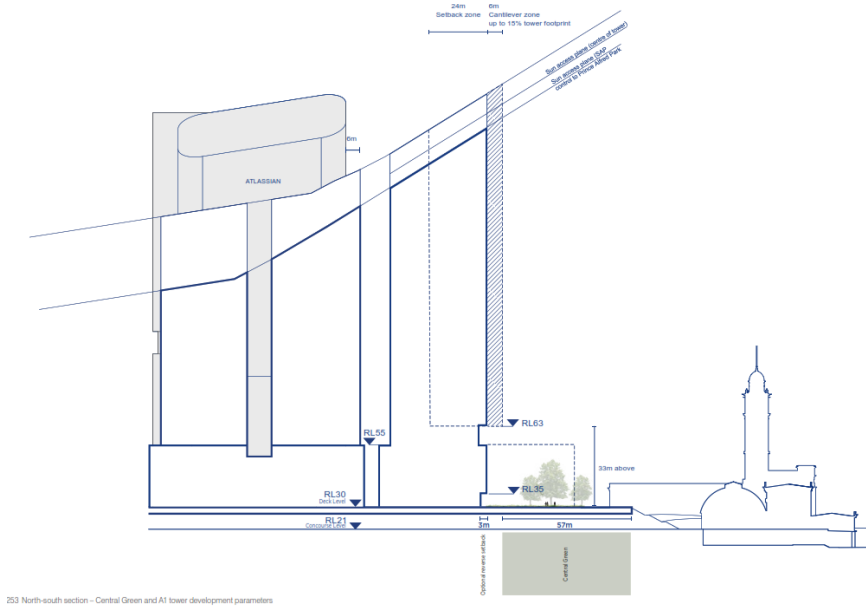 24m
Setback zone
6m
Cantilever zone
up to 15% tower footprint
Sun access plane (centre of tower)
Sun access plane (SAP
control to Prince Alfred Park
6m
ATLASSIAN
RL63
RL55
33m above
RL35
RL30
Deck Level
RL21
Concourse Level
3m
57m
Optional reverse setback
Central Green
253 North-south section – Central Green and A1 tower development parameters